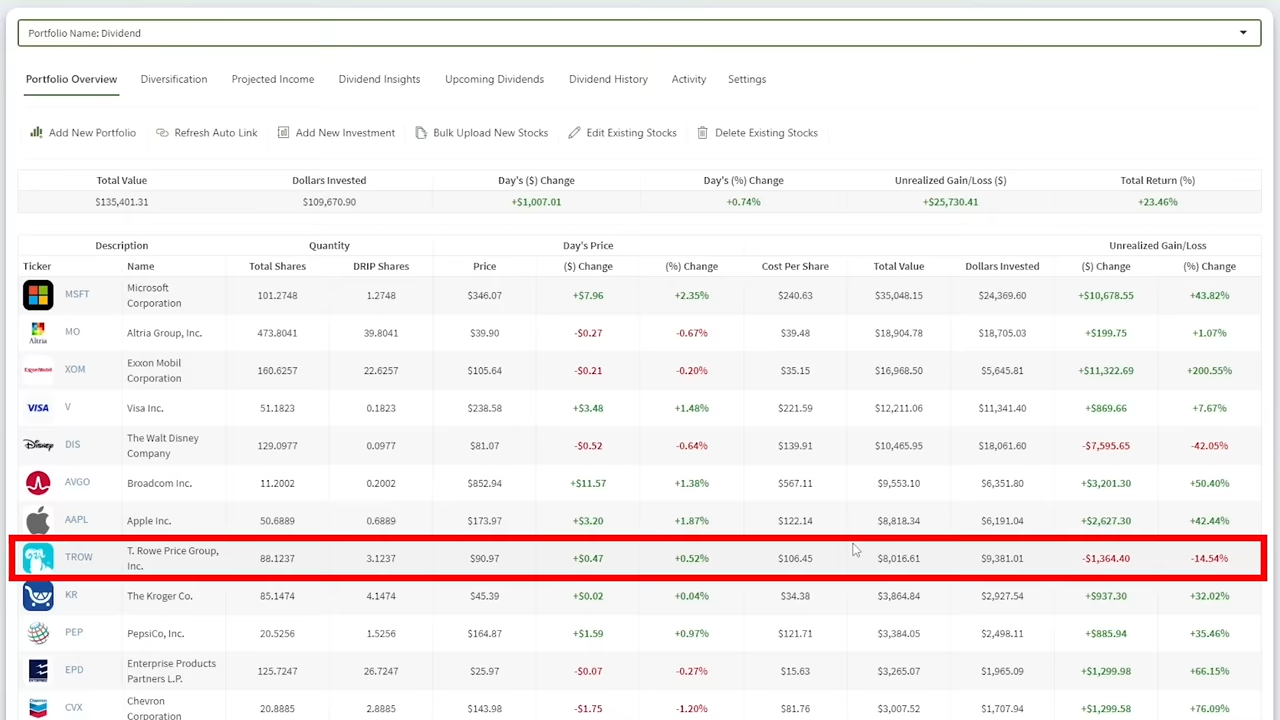 Portfolio Name: Dividend
Portfolio Overview Diversification Projected Income Dividend Insights Upcoming Dividends Dividend History Activity Settings
Add New Portfolio Refresh Auto Link Add New Investment Bulk Upload New Stocks Edit Existing Stocks Delete Existing Stocks
Total Value Dollars Invested Day's ($) Change Day's (%) Change Unrealized Gain/Loss ($) Total Return (%)
$135,401.31 $109,670.90 +$1,007.01 +0.74% +$25,730.41 +23.46%
Description Quantity Day's Price Unrealized Gain/Loss
Ticker Name Total Shares DRIP Shares Price ($) Change (%) Change Cost Per Share Total Value Dollars Invested ($) Change (%) Change
MSFT Microsoft Corporation 101.2748 1.2748 $346.07 +$7.96 +2.35% $240.63 $35,048.15 $24,369.60 +$10,678.55 +43.82%
Altria MO Altria Group, Inc. 473.8041 39.8041 $39.90 -$0.27 -0.67% $39.48 $18,904.78 $18,705.03 +$199.75 +1.07%
ExxonMobil XOM Exxon Mobil Corporation 160.6257 22.6257 $105.64 -$0.21 -0.20% $35.15 $16,968.50 $5,645.81 +$11,322.69 +200.55%
VISA V Visa Inc. 51.1823 0.1823 $238.58 +$3.48 +1.48% $221.59 $12,211.06 $11,341.40 +$869.66 +7.67%
Disney DIS The Walt Disney Company 129.0977 0.0977 $81.07 -$0.52 -0.64% $139.91 $10,465.95 $18,061.60 -$7,595.65 -42.05%
AVGO Broadcom Inc. 11.2002 0.2002 $852.94 +$11.57 +1.38% $567.11 $9,553.10 $6,351.80 +$3,201.30 +50.40%
AAPL Apple Inc. 50.6889 0.6889 $173.97 +$3.20 +1.87% $122.14 $8,818.34 $6,191.04 +$2,627.30 +42.44%
TROW T. Rowe Price Group, Inc. 88.1237 3.1237 $90.97 +$0.47 +0.52% $106.45 $8,016.61 $9,381.01 -$1,364.40 -14.54%
KR The Kroger Co. 85.1474 4.1474 $45.39 +$0.02 +0.04% $34.38 $3,864.84 $2,927.54 +$937.30 +32.02%
PEP PepsiCo, Inc. 20.5256 1.5256 $164.87 +$1.59 +0.97% $121.71 $3,384.05 $2,498.11 +$885.94 +35.46%
EPD Enterprise Products Partners L.P. 125.7247 26.7247 $25.97 -$0.07 -0.27% $15.63 $3,265.07 $1,965.09 +$1,299.98 +66.15%
Chevron CVX Chevron Corporation 20.8885 2.8885 $143.98 -$1.75 -1.20% $81.76 $3,007.52 $1,707.94 +$1,299.58 +76.09%